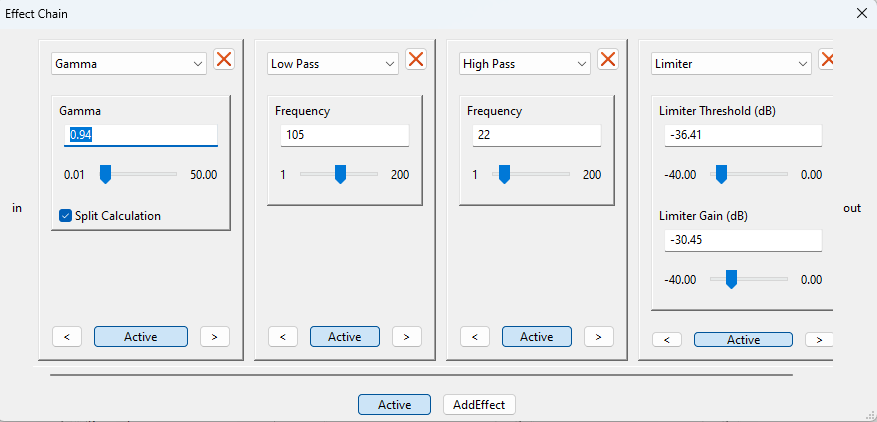 Effect Chain
in
Gamma
Gamma
0.94
0.01 50.00
Split Calculation
< Active >
Low Pass
Frequency
105
1 200
< Active >
High Pass
Frequency
22
1 200
< Active >
Limiter
Limiter Threshold (dB)
-36.41
-40.00 0.00
Limiter Gain (dB)
-30.45
-40.00 0.00
< Active >
out
Active AddEffect